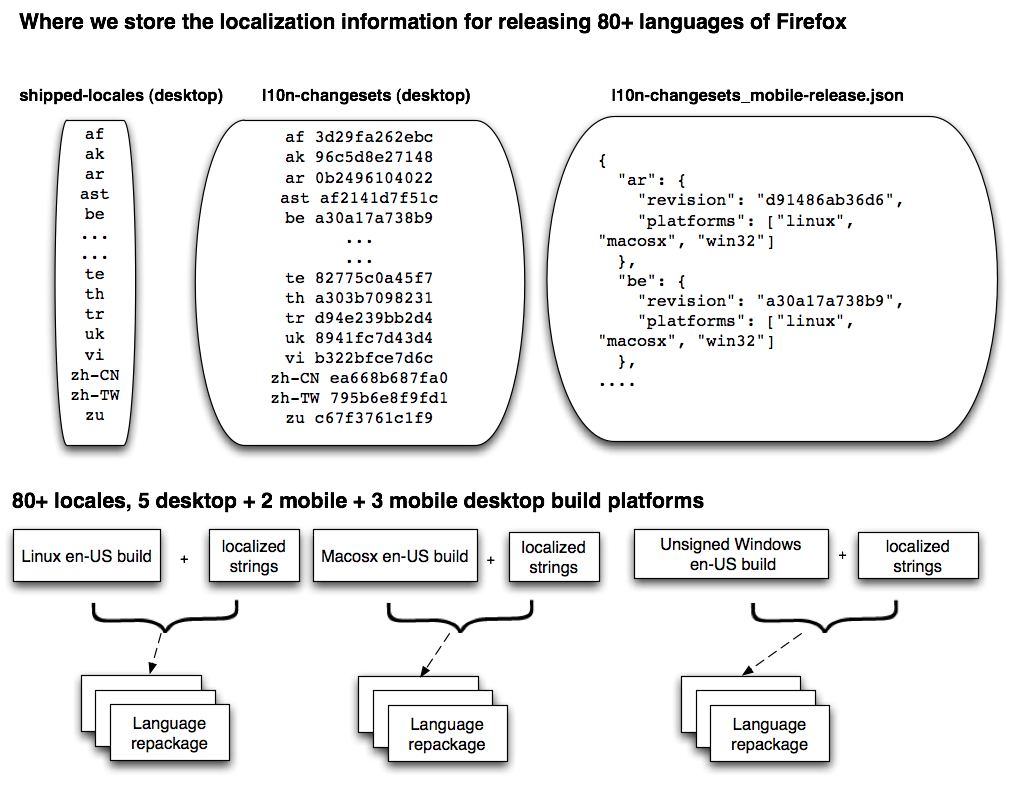 Where we store the localization information for releasing 80+ languages of Firefox
shipped-locales (desktop)
af
ak
ar
ast
be
...
...
te
th
tr
uk
vi
zh-CN
zh-TW
zu
l10n-changesets (desktop)
af 3d29fa262ebc
ak 96c5d8e27148
ar 0b2496104022
ast af2141d7f51c
be a30a17a738b9
...
...
te 82775c0a45f7
th a303b7098231
tr d94e239bb2d4
uk 8941fc7d43d4
vi b322bfce7d6c
zh-CN ea668b687fa0
zh-TW 795b6e8f9fd1
zu c67f3761c1f9
l10n-changesets_mobile-release.json
{
"ar": {
"revision": "d91486ab36d6",
"platforms": ["linux",
"macosx", "win32"]
},
"be": {
"revision": "a30a17a738b9",
"platforms": ["linux",
"macosx", "win32"]
},
....
80+ locales, 5 desktop + 2 mobile + 3 mobile desktop build platforms
Linux en-US build
+
localized
strings
Macosx en-US build
+
localized
strings
Unsigned Windows
en-US build
+
localized
strings
Language
repackage
Language
repackage
Language
repackage